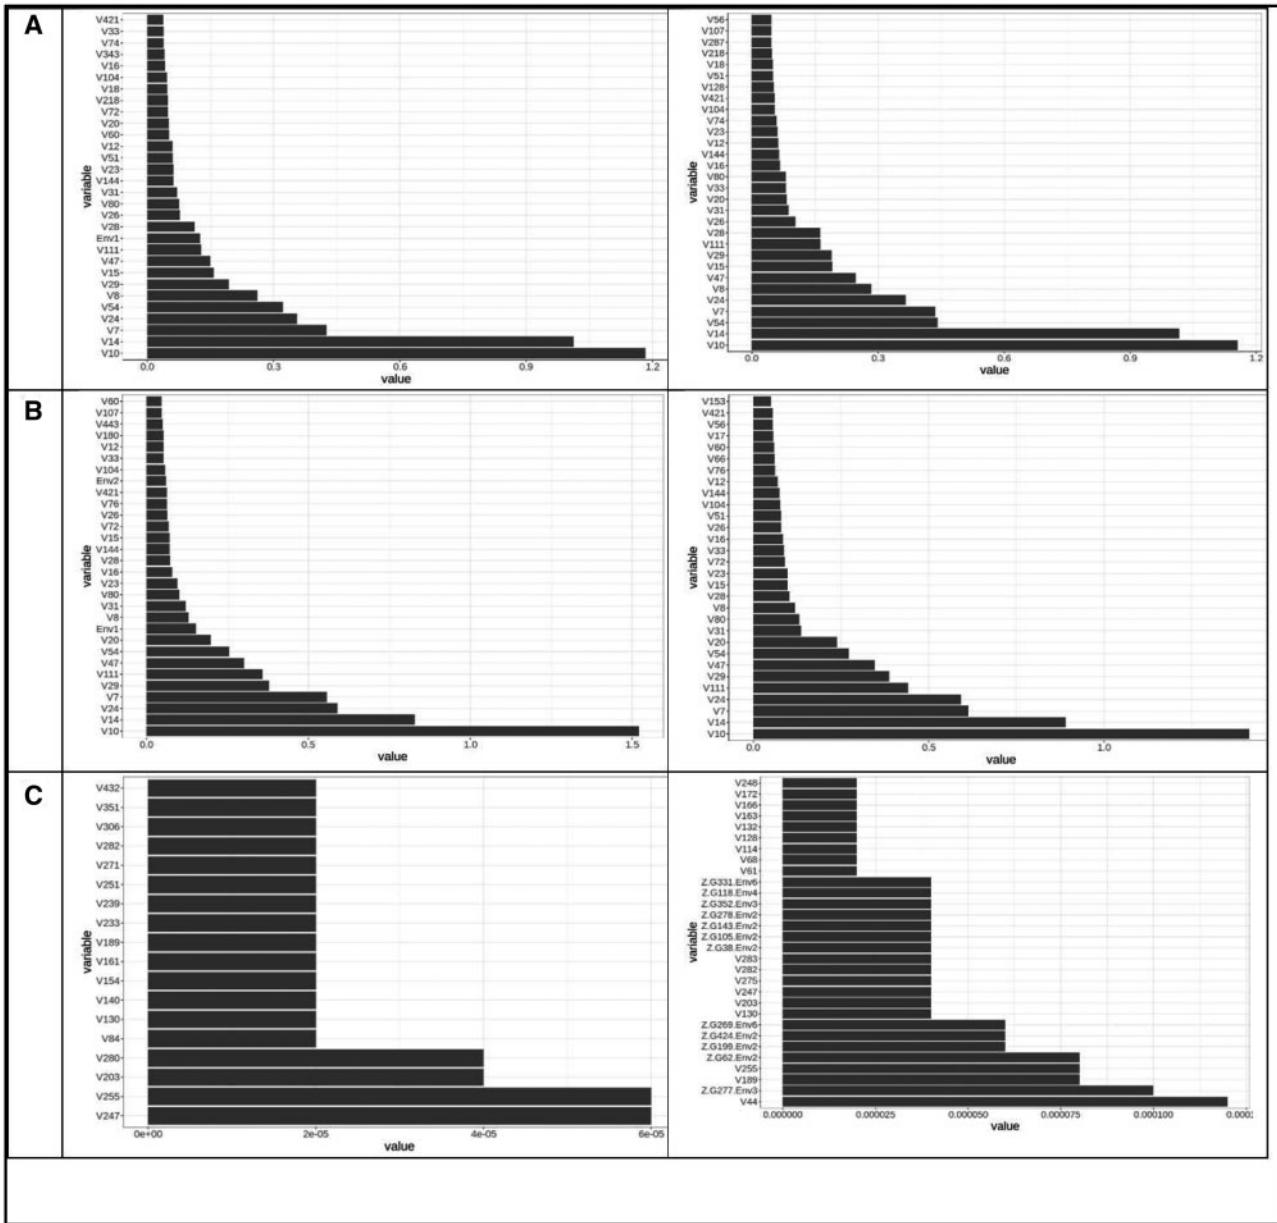 A
variable
V421
V33
V74
V343
V16
V104
V18
V218
V72
V20
V60
V12
V51
V23
V144
V31
V80
V26
V28
Env1
V111
V47
V15
V29
V8
V54
V24
V7
V14
V10
0.0 0.3 0.6 0.9 1.2
value
variable
V56
V107
V287
V218
V18
V51
V128
V421
V104
V74
V23
V12
V144
V16
V80
V33
V20
V31
V26
V28
V111
V29
V15
V47
V8
V24
V7
V54
V14
V10
0.0 0.3 0.6 0.9 1.2
value
B
variable
V60
V107
V443
V180
V12
V33
V104
Env2
V421
V76
V26
V72
V15
V144
V28
V16
V23
V80
V31
V8
Env1
V20
V54
V47
V111
V29
V7
V24
V14
V10
0.0 0.5 1.0 1.5
value
variable
V153
V421
V56
V17
V60
V66
V76
V12
V144
V104
V51
V26
V16
V33
V72
V23
V15
V28
V8
V80
V31
V20
V54
V47
V29
V111
V24
V7
V14
V10
0.0 0.5 1.0
value
C
variable
V432
V351
V306
V282
V271
V251
V239
V233
V189
V161
V154
V140
V130
V84
V280
V203
V255
V247
0e+00 2e-05 4e-05 6e-05
value
variable
V248
V172
V166
V163
V132
V128
V114
V68
V61
Z.G331.Env6
Z.G118.Env4
Z.G352.Env3
Z.G278.Env2
Z.G143.Env2
Z.G105.Env2
Z.G38.Env2
V283
V282
V275
V247
V203
V130
Z.G269.Env6
Z.G424.Env2
Z.G199.Env2
Z.G62.Env2
V255
V189
Z.G277.Env3
V44
0.000000 0.000025 0.000050 0.000075 0.000100
value